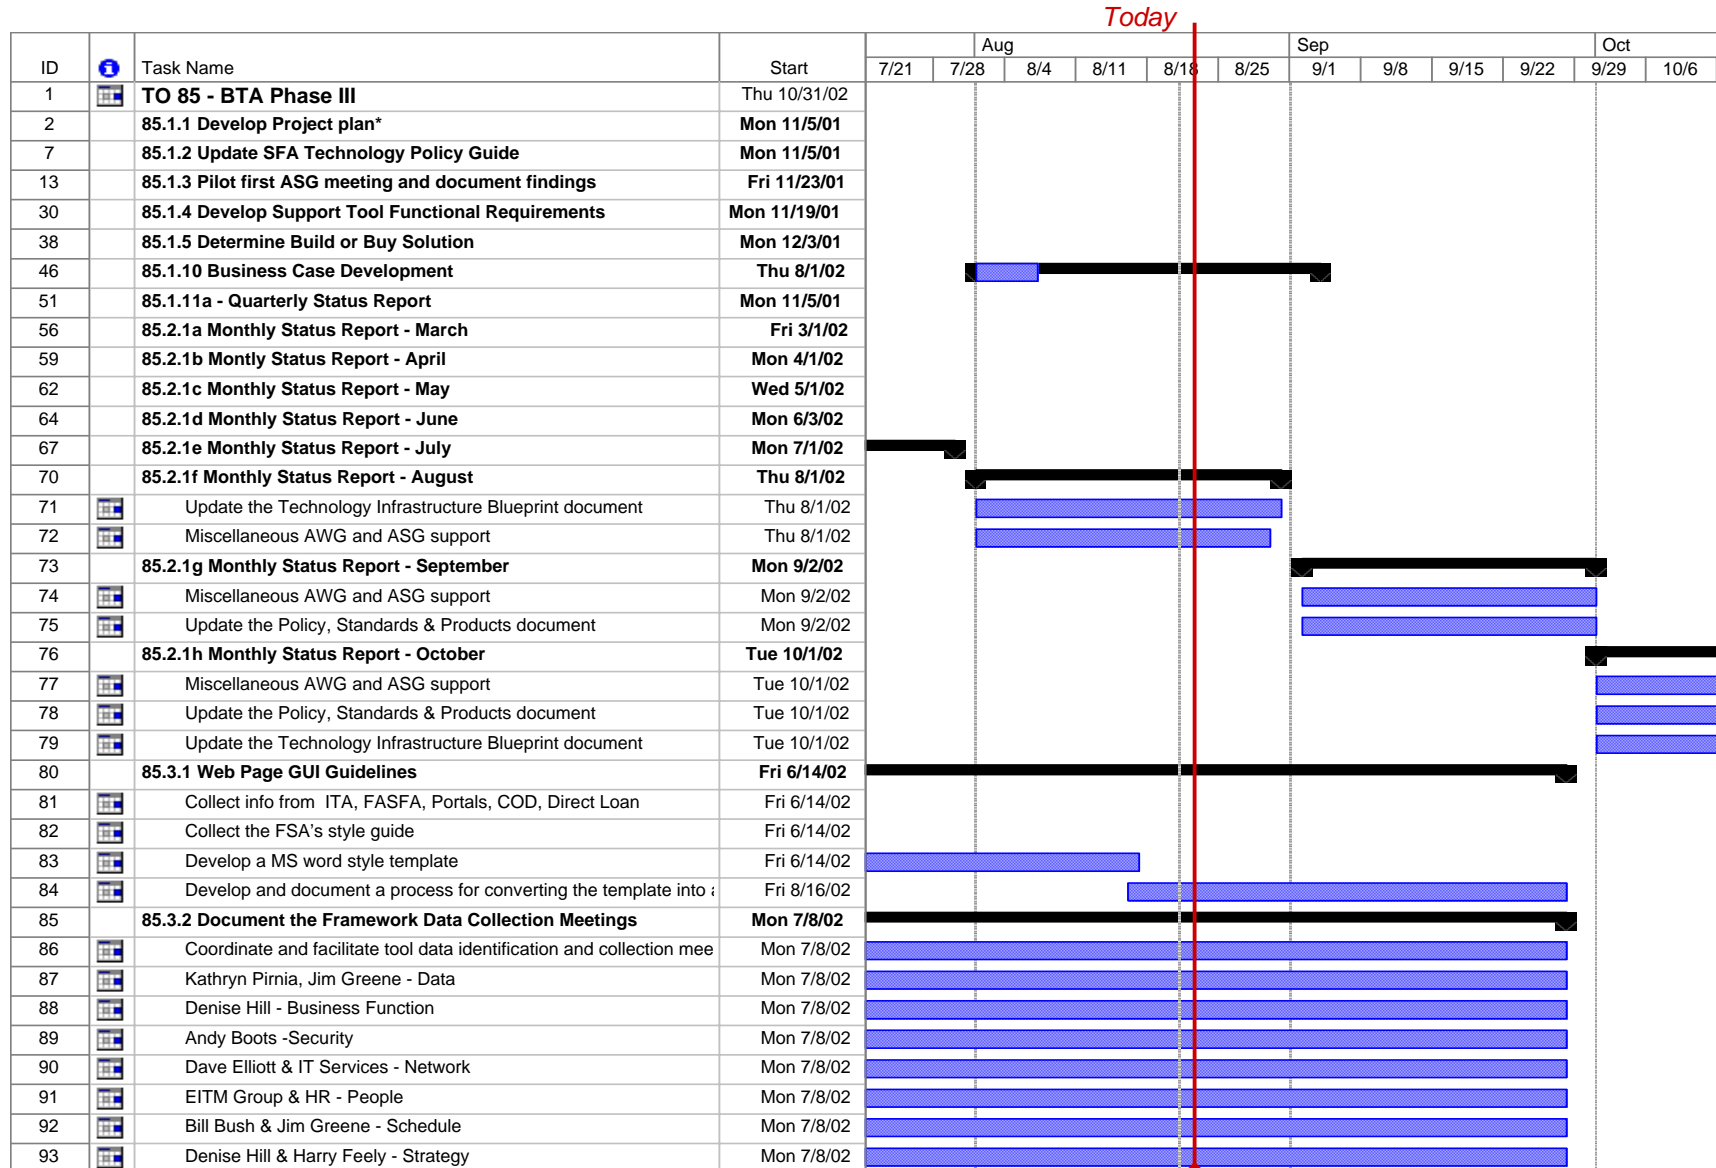 Today
Aug Sep Oct
ID Task Name Start 7/21 7/28 8/4 8/11 8/18 8/25 9/1 9/8 9/15 9/22 9/29 10/6
1 TO 85 - BTA Phase III Thu 10/31/02
2 85.1.1 Develop Project plan* Mon 11/5/01
7 85.1.2 Update SFA Technology Policy Guide Mon 11/5/01
13 85.1.3 Pilot first ASG meeting and document findings Fri 11/23/01
30 85.1.4 Develop Support Tool Functional Requirements Mon 11/19/01
38 85.1.5 Determine Build or Buy Solution Mon 12/3/01
46 85.1.10 Business Case Development Thu 8/1/02
51 85.1.11a - Quarterly Status Report Mon 11/5/01
56 85.2.1a Monthly Status Report - March Fri 3/1/02
59 85.2.1b Montly Status Report - April Mon 4/1/02
62 85.2.1c Monthly Status Report - May Wed 5/1/02
64 85.2.1d Monthly Status Report - June Mon 6/3/02
67 85.2.1e Monthly Status Report - July Mon 7/1/02
70 85.2.1f Monthly Status Report - August Thu 8/1/02
71 Update the Technology Infrastructure Blueprint document Thu 8/1/02
72 Miscellaneous AWG and ASG support Thu 8/1/02
73 85.2.1g Monthly Status Report - September Mon 9/2/02
74 Miscellaneous AWG and ASG support Mon 9/2/02
75 Update the Policy, Standards & Products document Mon 9/2/02
76 85.2.1h Monthly Status Report - October Tue 10/1/02
77 Miscellaneous AWG and ASG support Tue 10/1/02
78 Update the Policy, Standards & Products document Tue 10/1/02
79 Update the Technology Infrastructure Blueprint document Tue 10/1/02
80 85.3.1 Web Page GUI Guidelines Fri 6/14/02
81 Collect info from ITA, FASFA, Portals, COD, Direct Loan Fri 6/14/02
82 Collect the FSA's style guide Fri 6/14/02
83 Develop a MS word style template Fri 6/14/02
84 Develop and document a process for converting the template into Fri 8/16/02
85 85.3.2 Document the Framework Data Collection Meetings Mon 7/8/02
86 Coordinate and facilitate tool data identification and collection mee Mon 7/8/02
87 Kathryn Pirnia, Jim Greene - Data Mon 7/8/02
88 Denise Hill - Business Function Mon 7/8/02
89 Andy Boots -Security Mon 7/8/02
90 Dave Elliott & IT Services - Network Mon 7/8/02
91 EITM Group & HR - People Mon 7/8/02
92 Bill Bush & Jim Greene - Schedule Mon 7/8/02
93 Denise Hill & Harry Feely - Strategy Mon 7/8/02